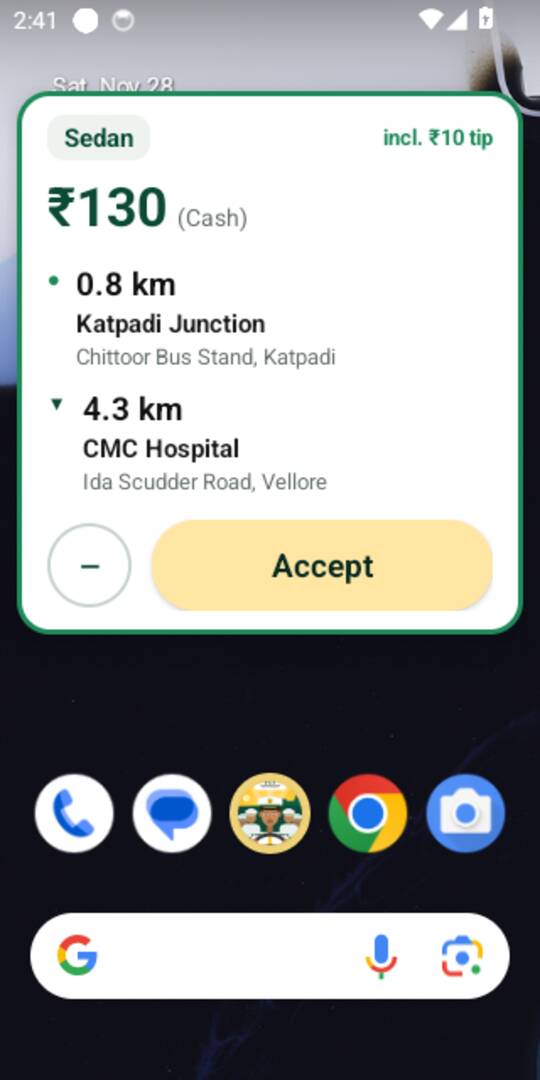 2:41
Sat, Nov 28
Sedan
incl. ₹10 tip
₹130 (Cash)
0.8 km
Katpadi Junction
Chittoor Bus Stand, Katpadi
4.3 km
CMC Hospital
Ida Scudder Road, Vellore
− Accept